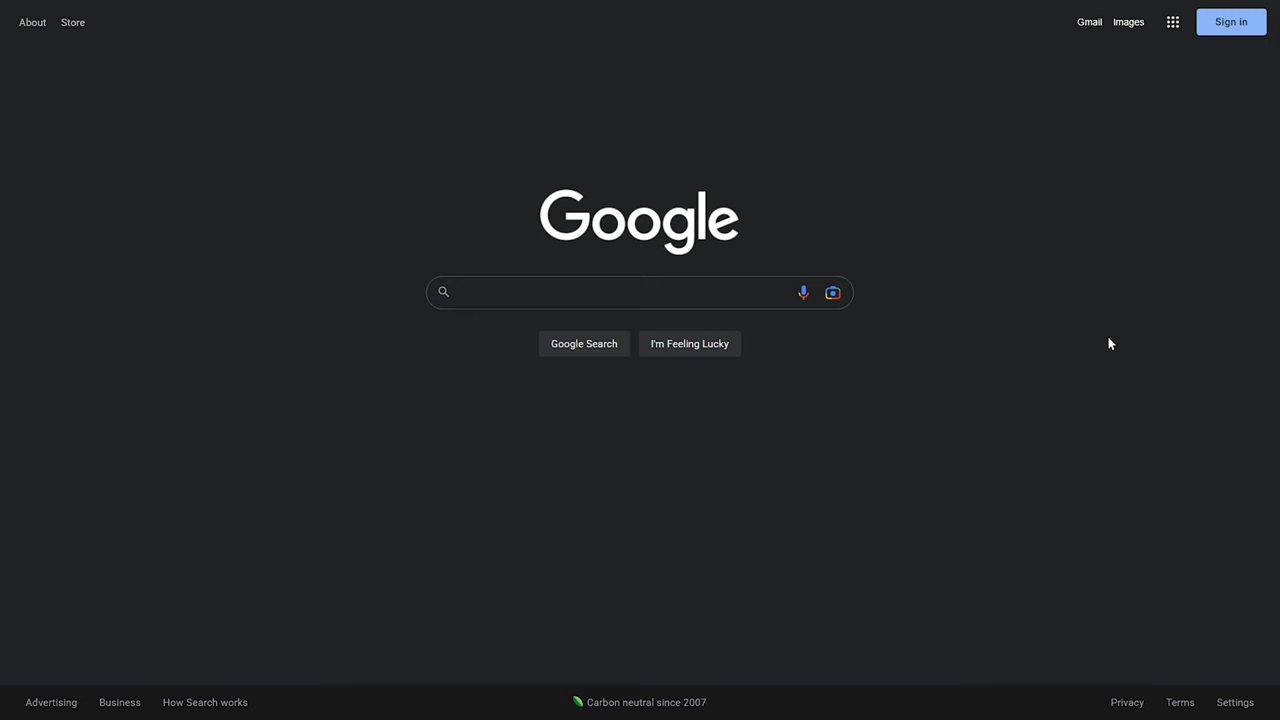 About Store
Gmail Images Sign in
Google
Google Search I'm Feeling Lucky
Advertising Business How Search works Carbon neutral since 2007 Privacy Terms Settings